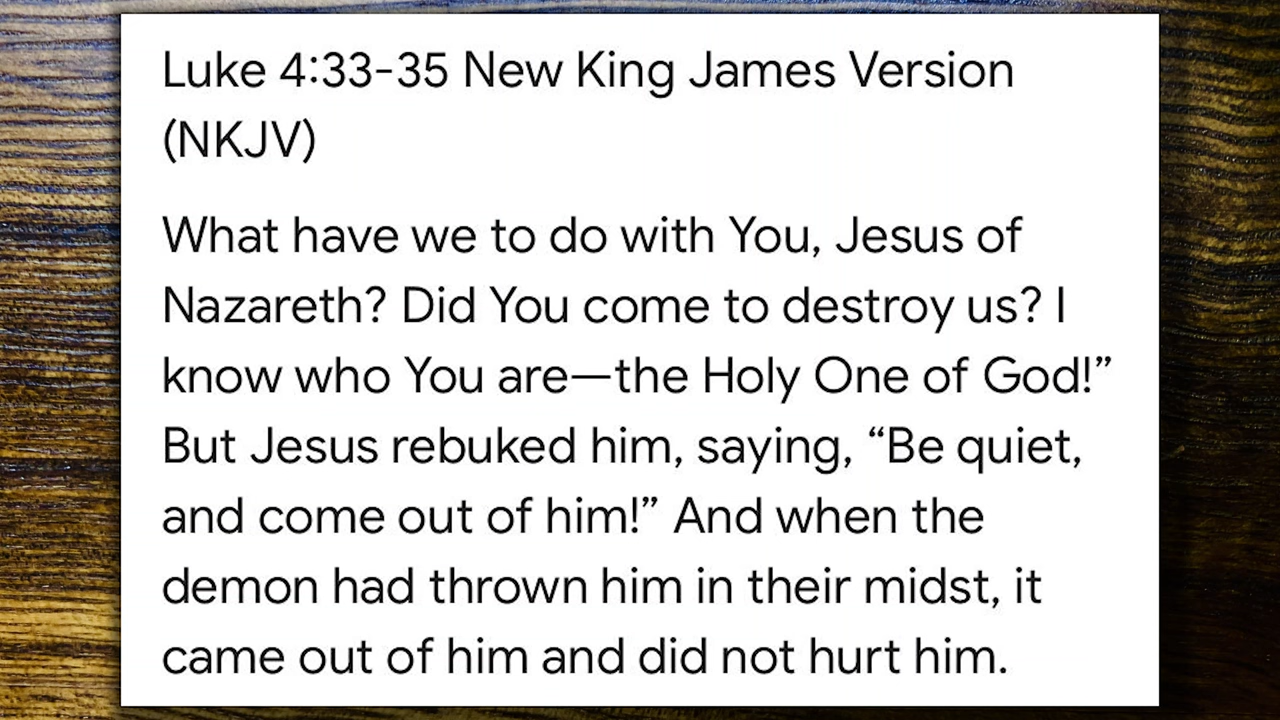 Luke 4:33-35 New King James Version
(NKJV)
What have we to do with You, Jesus of
Nazareth? Did You come to destroy us? I
know who You are—the Holy One of God!”
But Jesus rebuked him, saying, “Be quiet,
and come out of him!” And when the
demon had thrown him in their midst, it
came out of him and did not hurt him.